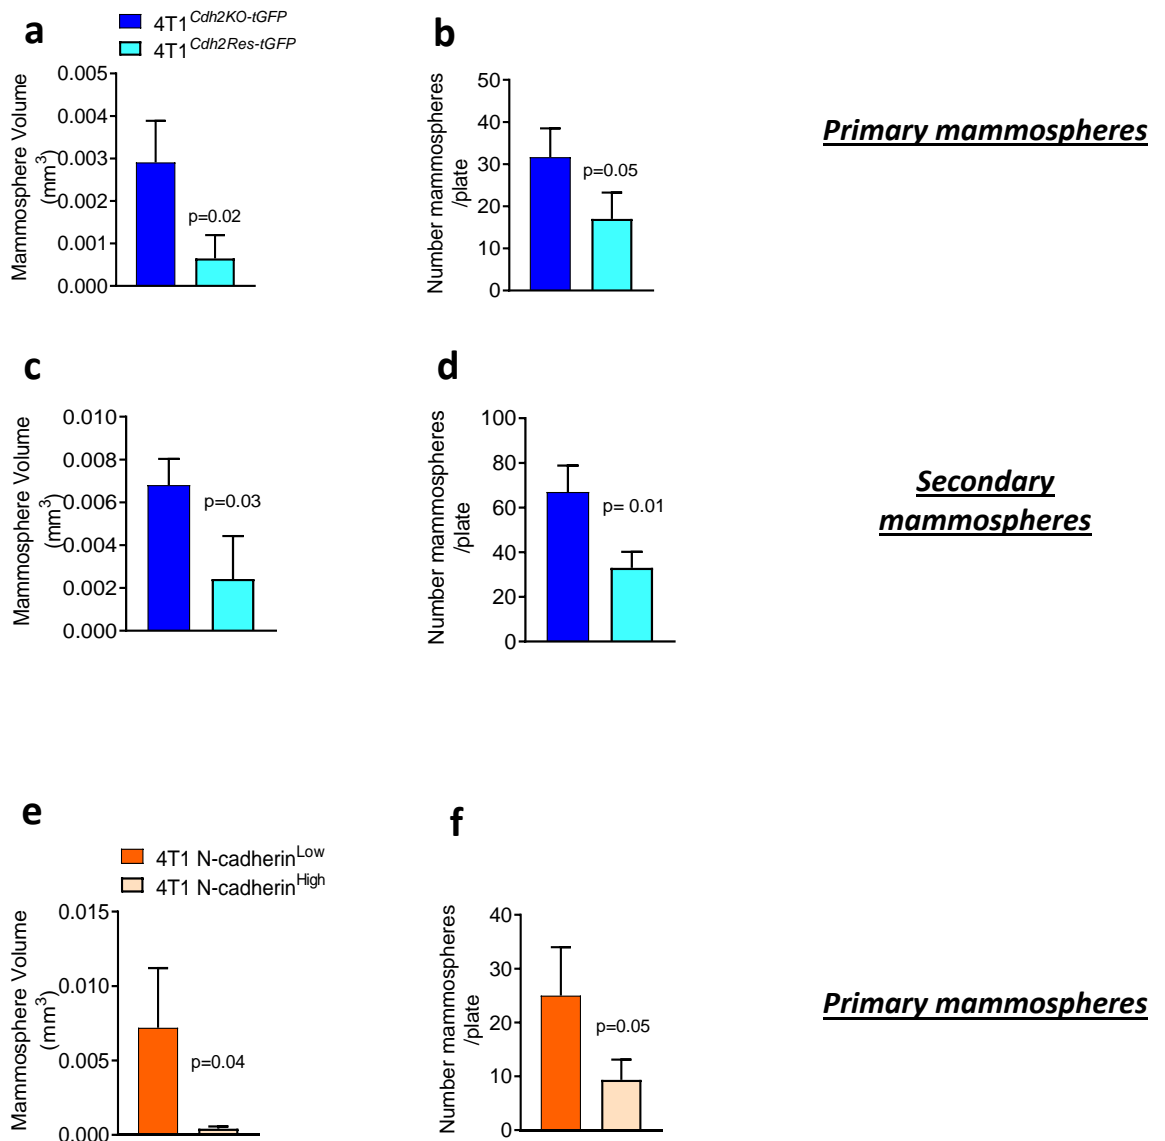 a
4T1Cdh2KO-tGFP
4T1Cdh2Res-tGFP
Mammosphere Volume
(mm3)
0.005
0.004
0.003
0.002
0.001
0.000
p=0.02
b
Number mammospheres
/plate
50
40
30
20
10
0
p=0.05
Primary mammospheres
c
Mammosphere Volume
(mm3)
0.010
0.008
0.006
0.004
0.002
0.000
p=0.03
d
Number mammospheres
/plate
100
80
60
40
20
0
p= 0.01
Secondary
mammospheres
e
4T1 N-cadherinLow
4T1 N-cadherinHigh
Mammosphere Volume
(mm3)
0.015
0.010
0.005
0.000
p=0.04
f
Number mammospheres
/plate
40
30
20
10
0
p=0.05
Primary mammospheres